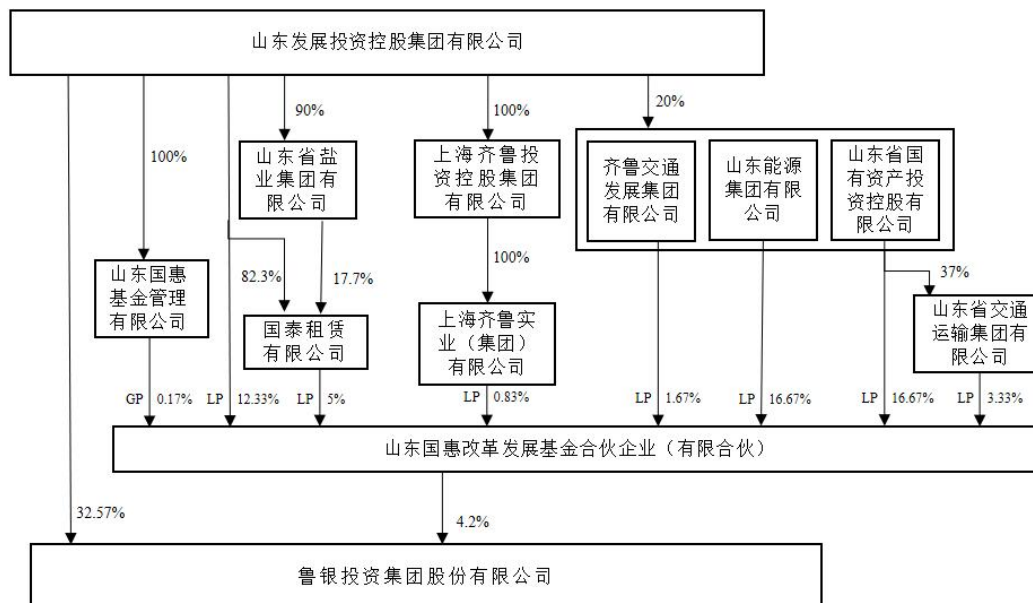 山东发展投资控股集团有限公司
90%
100%
20%
100%
山东省盐
业集团有
限公司
上海齐鲁投
资控股集团
有限公司
齐鲁交通
发展集团
有限公司
山东能源
集团有限
公司
山东省国
有资产投
资控股有
限公司
山东国惠
基金管理
有限公司
82.3%
17.7%
100%
37%
国泰租赁
有限公司
上海齐鲁实
业（集团）
有限公司
山东省交通
运输集团有
限公司
GP 0.17%
LP 12.33%
LP 5%
LP 0.83%
LP 1.67%
LP 16.67%
LP 16.67%
LP 3.33%
山东国惠改革发展基金合伙企业（有限合伙）
32.57%
4.2%
鲁银投资集团股份有限公司